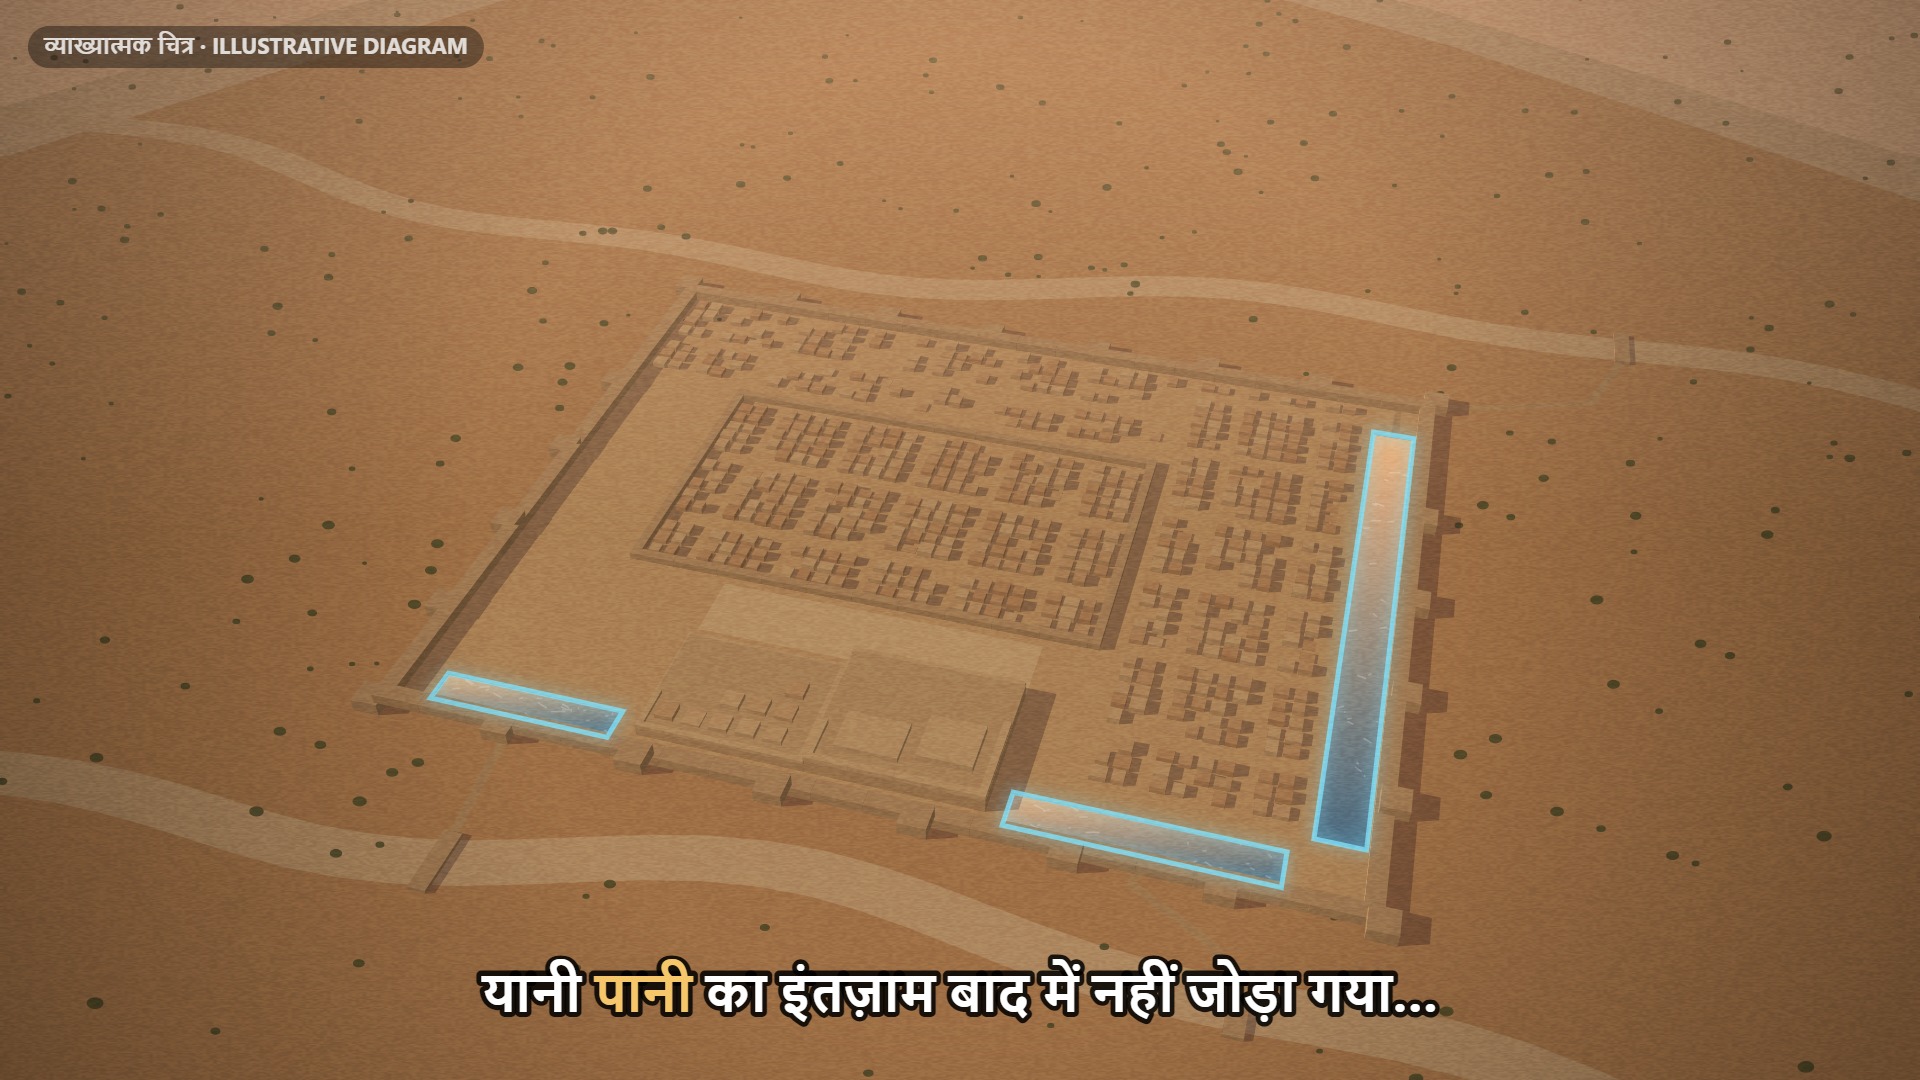 व्याख्यात्मक चित्र · ILLUSTRATIVE DIAGRAM
यानी पानी का इंतज़ाम बाद में नहीं जोड़ा गया...